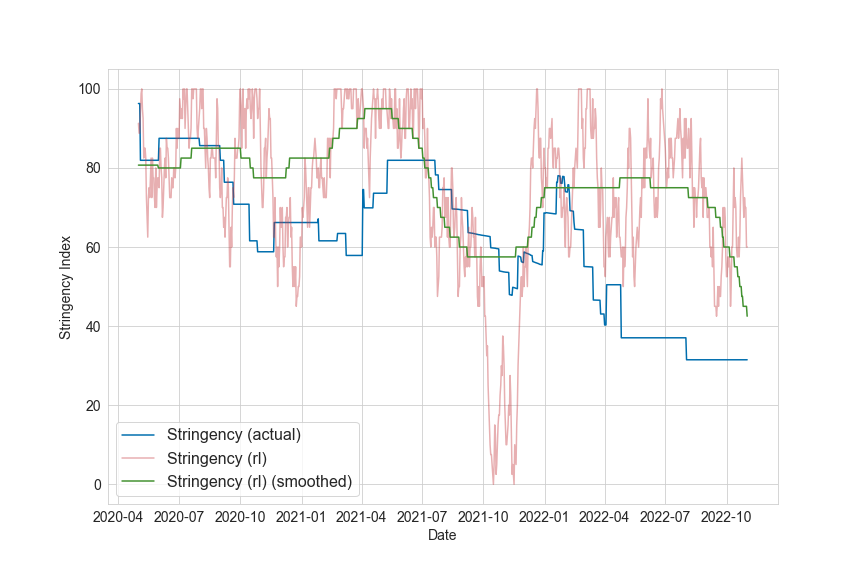 100
80
60
40
20
0
Stringency Index
Stringency (actual)
Stringency (rl)
Stringency (rl) (smoothed)
2020-04 2020-07 2020-10 2021-01 2021-04 2021-07 2021-10 2022-01 2022-04 2022-07 2022-10
Date